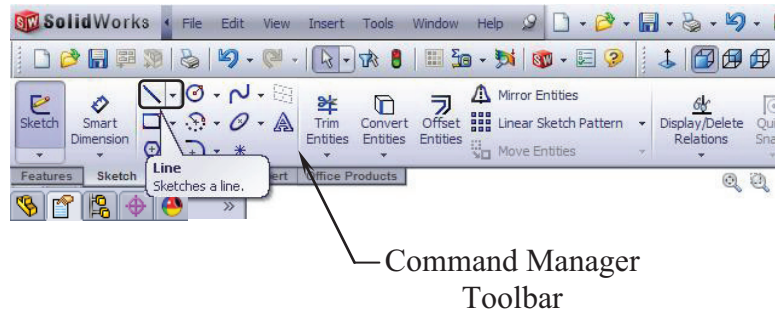 SolidWorks File Edit View Insert Tools Window Help
Sketch Smart Dimension Trim Entities Convert Entities Offset Entities Mirror Entities
Linear Sketch Pattern
Move Entities
Display/Delete Relations
Line
Sketches a line.
Features Sketch Office Products
Command Manager
Toolbar